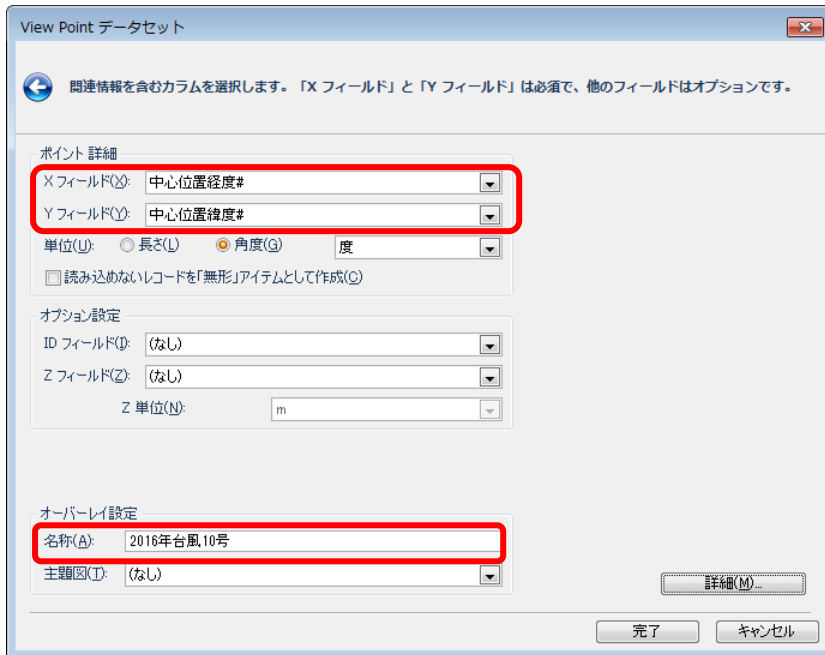 View Point データセット
関連情報を含むカラムを選択します。「X フィールド」と「Y フィールド」は必須で、他のフィールドはオプションです。
ポイント 詳細
X フィールド(X): 中心位置経度#
Y フィールド(Y): 中心位置緯度#
単位(U): 長さ(L) 角度(G) 度
読み込めないレコードを「無形」アイテムとして作成(C)
オプション設定
ID フィールド(I): (なし)
Z フィールド(Z): (なし)
Z 単位(N): m
オーバーレイ設定
名称(A): 2016年台風10号
主題図(T): (なし)
詳細(M)...
完了 キャンセル